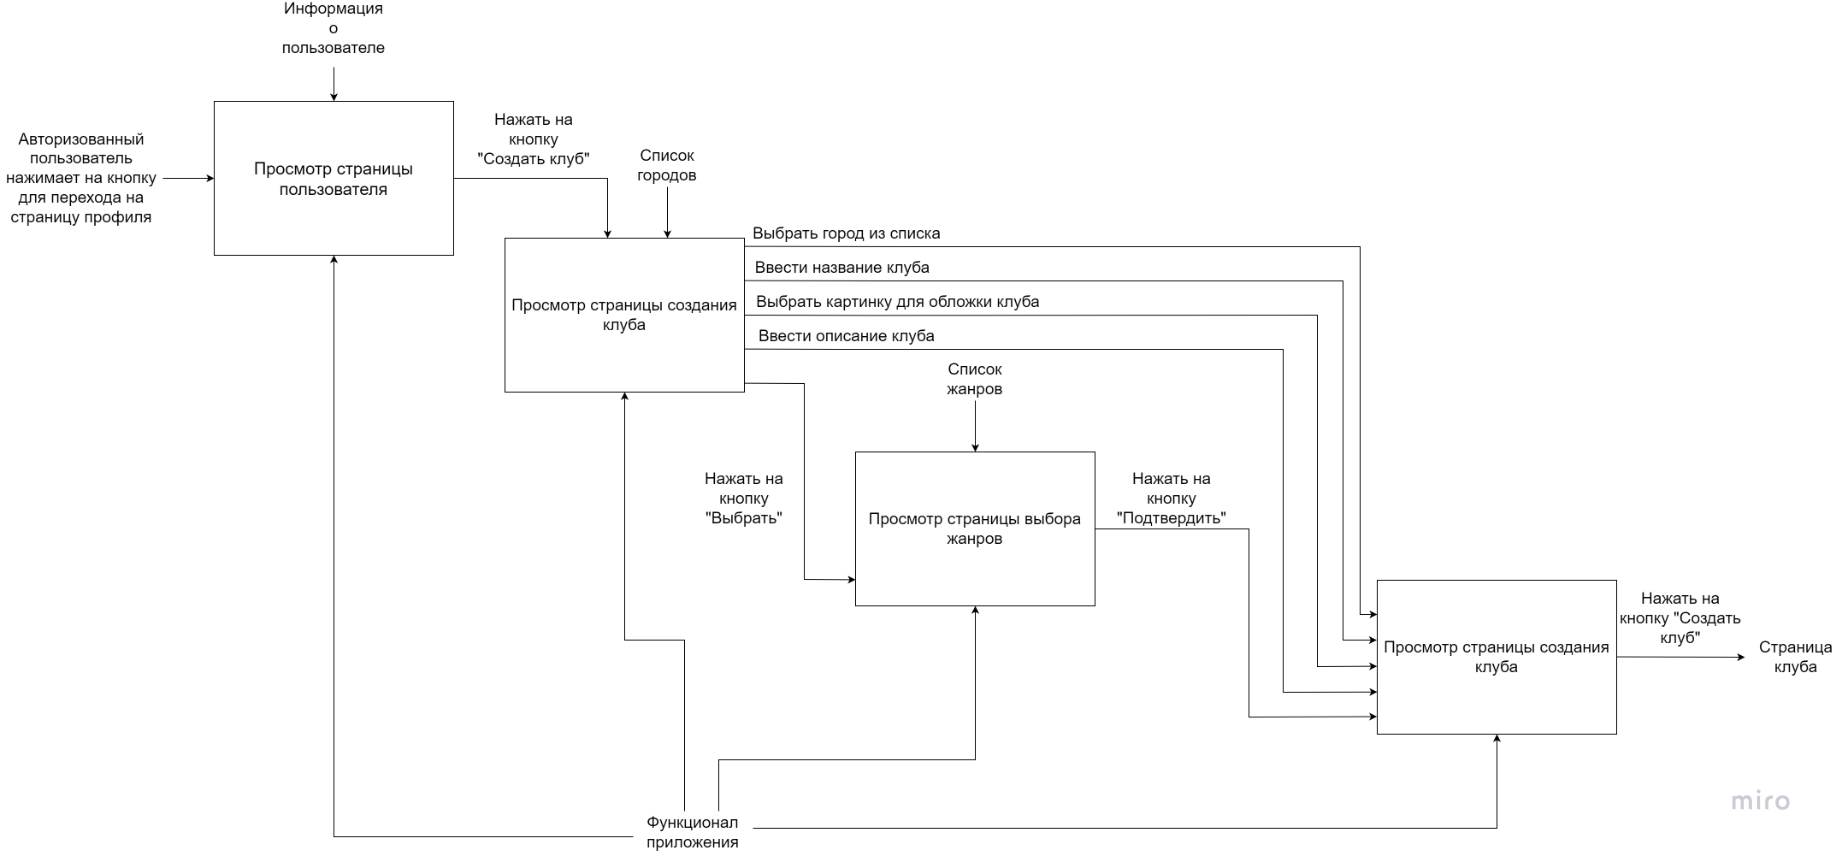 Информация
о
пользователе
Авторизованный
пользователь
нажимает на кнопку
для перехода на
страницу профиля
Просмотр страницы
пользователя
Нажать на
кнопку
"Создать клуб"
Список
городов
Просмотр страницы создания
клуба
Выбрать город из списка
Ввести название клуба
Выбрать картинку для обложки клуба
Ввести описание клуба
Список
жанров
Нажать на
кнопку
"Выбрать"
Просмотр страницы выбора
жанров
Нажать на
кнопку
"Подтвердить"
Просмотр страницы создания
клуба
Нажать на
кнопку "Создать
клуб"
Страница
клуба
Функционал
приложения
miro